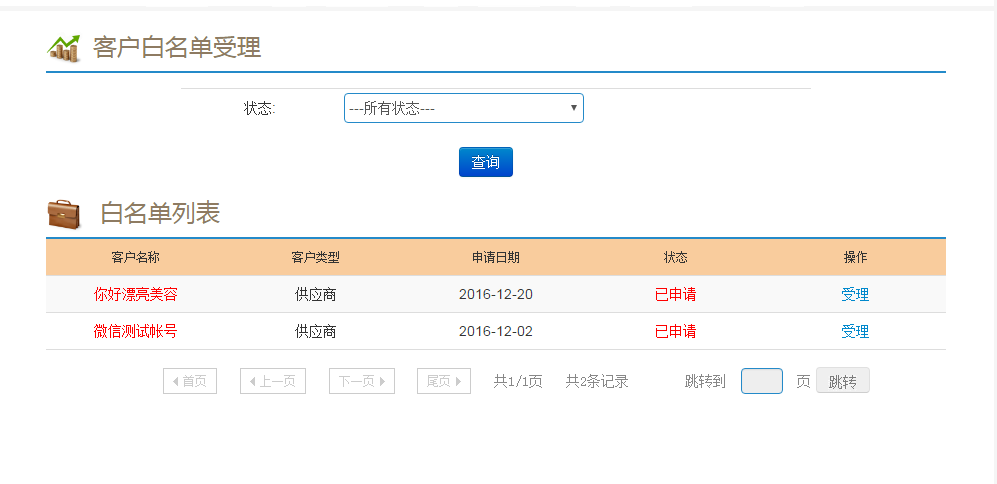 客户白名单受理
状态: ---所有状态---
查询
白名单列表
客户名称 客户类型 申请日期 状态 操作
你好漂亮美容 供应商 2016-12-20 已申请 受理
微信测试帐号 供应商 2016-12-02 已申请 受理
首页 上一页 下一页 尾页 共1/1页 共2条记录 跳转到 页 跳转